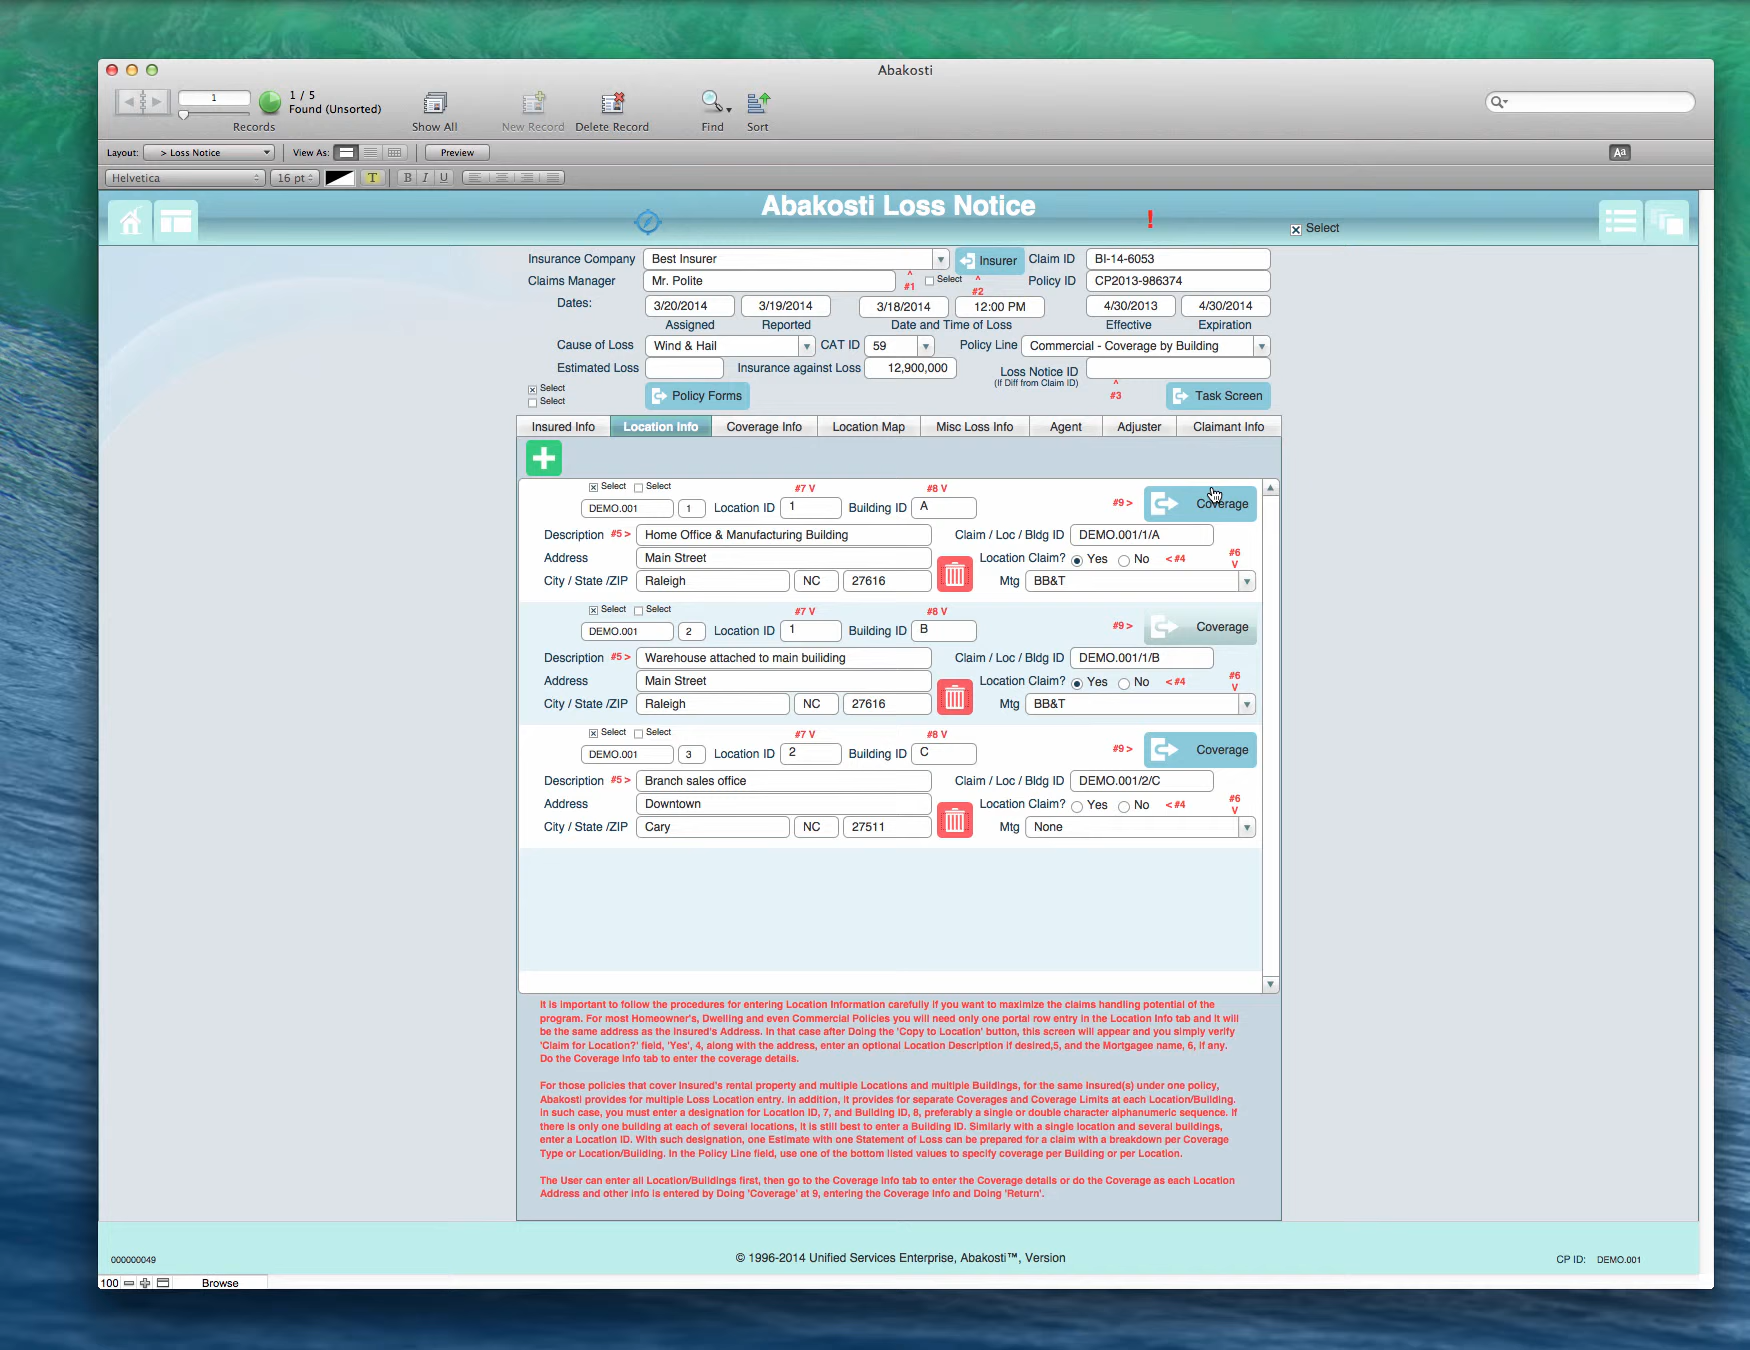 Abakosti
1
1 / 5
Found (Unsorted)
Records
Show All
New Record
Delete Record
Find
Sort
Layout:
> Loss Notice
View As:
Preview
Aa
Helvetica
16 pt
T
B I U
Abakosti Loss Notice
!
Select
Insurance Company
Best Insurer
Insurer
Claim ID
BI-14-6053
Claims Manager
Mr. Polite
^
#1
Select
^
#2
Policy ID
CP2013-986374
Dates:
3/20/2014
3/19/2014
3/18/2014
12:00 PM
4/30/2013
4/30/2014
Assigned
Reported
Date and Time of Loss
Effective
Expiration
Cause of Loss
Wind & Hail
CAT ID
59
Policy Line
Commercial - Coverage by Building
Estimated Loss
Insurance against Loss
12,900,000
Loss Notice ID
(If Diff from Claim ID)
^
#3
Select
Select
Policy Forms
Task Screen
Insured Info
Location Info
Coverage Info
Location Map
Misc Loss Info
Agent
Adjuster
Claimant Info
Select
Select
#7 V
#8 V
DEMO.001
1
Location ID
1
Building ID
A
#9 >
Coverage
Description
#5 >
Home Office & Manufacturing Building
Claim / Loc / Bldg ID
DEMO.001/1/A
Address
Main Street
Location Claim?
Yes
No
< #4
#6
V
City / State /ZIP
Raleigh
NC
27616
Mtg
BB&T
Select
Select
#7 V
#8 V
DEMO.001
2
Location ID
1
Building ID
B
#9 >
Coverage
Description
#5 >
Warehouse attached to main builiding
Claim / Loc / Bldg ID
DEMO.001/1/B
Address
Main Street
Location Claim?
Yes
No
< #4
#6
V
City / State /ZIP
Raleigh
NC
27616
Mtg
BB&T
Select
Select
#7 V
#8 V
DEMO.001
3
Location ID
2
Building ID
C
#9 >
Coverage
Description
#5 >
Branch sales office
Claim / Loc / Bldg ID
DEMO.001/2/C
Address
Downtown
Location Claim?
Yes
No
< #4
#6
V
City / State /ZIP
Cary
NC
27511
Mtg
None
It is important to follow the procedures for entering Location Information carefully if you want to maximize the claims handling potential of the
program. For most Homeowner's, Dwelling and even Commercial Policies you will need only one portal row entry in the Location Info tab and it will
be the same address as the Insured's Address. In that case after Doing the 'Copy to Location' button, this screen will appear and you simply verify
'Claim for Location?' field, 'Yes', 4, along with the address, enter an optional Location Description if desired,5, and the Mortgagee name, 6, if any.
Do the Coverage Info tab to enter the coverage details.
For those policies that cover Insured's rental property and multiple Locations and multiple Buildings, for the same Insured(s) under one policy,
Abakosti provides for multiple Loss Location entry. In addition, it provides for separate Coverages and Coverage Limits at each Location/Building.
In such case, you must enter a designation for Location ID, 7, and Building ID, 8, preferably a single or double character alphanumeric sequence. If
there is only one building at each of several locations, it is still best to enter a Building ID. Similarly with a single location and several buildings,
enter a Location ID. With such designation, one Estimate with one Statement of Loss can be prepared for a claim with a breakdown per Coverage
Type or Location/Building. In the Policy Line field, use one of the bottom listed values to specify coverage per Building or per Location.
The User can enter all Location/Buildings first, then go to the Coverage Info tab to enter the Coverage details or do the Coverage as each Location
Address and other info is entered by Doing 'Coverage' at 9, entering the Coverage Info and Doing 'Return'.
000000049
© 1996-2014 Unified Services Enterprise, Abakosti™, Version
CP ID: DEMO.001
100
Browse